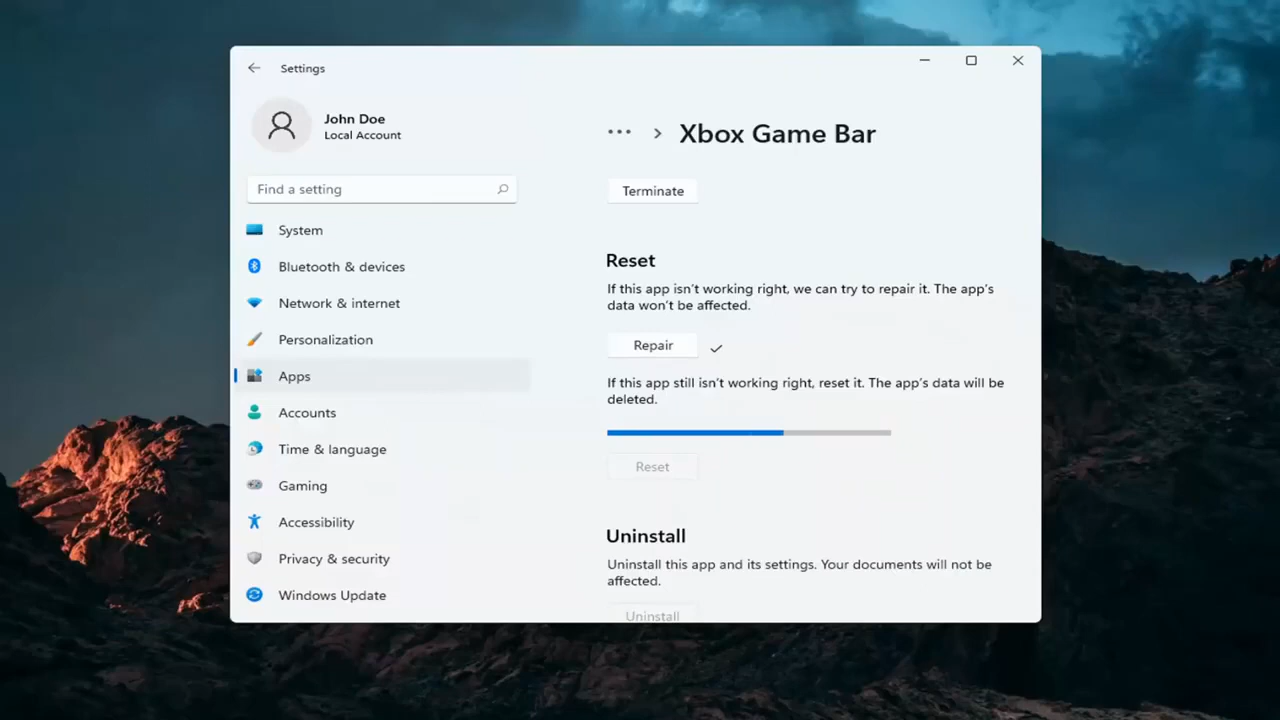 Settings
John Doe
Local Account
Find a setting
System
Bluetooth & devices
Network & internet
Personalization
Apps
Accounts
Time & language
Gaming
Accessibility
Privacy & security
Windows Update
... > Xbox Game Bar
Terminate
Reset
If this app isn't working right, we can try to repair it. The app's
data won't be affected.
Repair
If this app still isn't working right, reset it. The app's data will be
deleted.
Reset
Uninstall
Uninstall this app and its settings. Your documents will not be
affected.
Uninstall